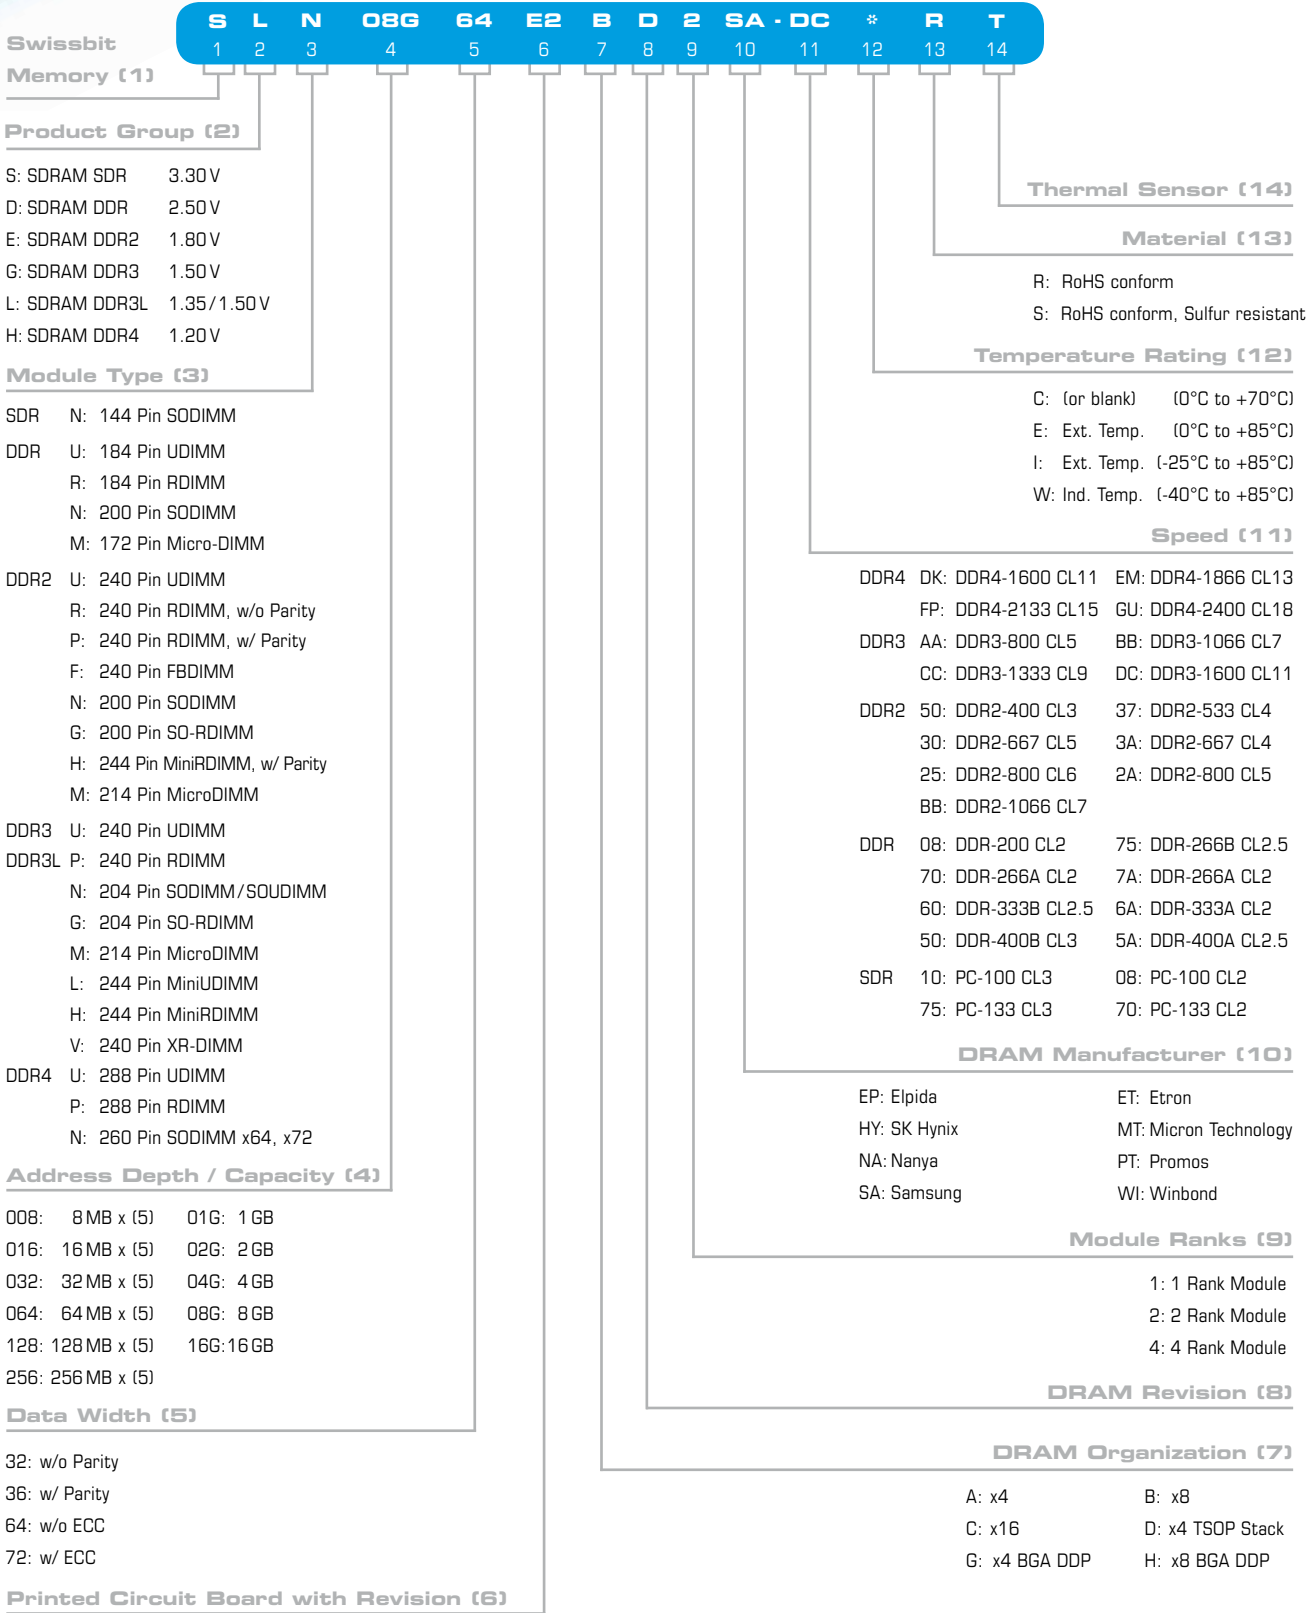 S L N 08G 64 E2 B D 2 SA - DC * R T
1 2 3 4 5 6 7 8 9 10 11 12 13 14
Swissbit
Memory (1)
Product Group (2)
S: SDRAM SDR 3.30 V
D: SDRAM DDR 2.50 V
E: SDRAM DDR2 1.80 V
G: SDRAM DDR3 1.50 V
L: SDRAM DDR3L 1.35/1.50 V
H: SDRAM DDR4 1.20 V
Module Type (3)
SDR N: 144 Pin SODIMM
DDR U: 184 Pin UDIMM
R: 184 Pin RDIMM
N: 200 Pin SODIMM
M: 172 Pin Micro-DIMM
DDR2 U: 240 Pin UDIMM
R: 240 Pin RDIMM, w/o Parity
P: 240 Pin RDIMM, w/ Parity
F: 240 Pin FBDIMM
N: 200 Pin SODIMM
G: 200 Pin SO-RDIMM
H: 244 Pin MiniRDIMM, w/ Parity
M: 214 Pin MicroDIMM
DDR3 U: 240 Pin UDIMM
DDR3L P: 240 Pin RDIMM
N: 204 Pin SODIMM/SOUDIMM
G: 204 Pin SO-RDIMM
M: 214 Pin MicroDIMM
L: 244 Pin MiniUDIMM
H: 244 Pin MiniRDIMM
V: 240 Pin XR-DIMM
DDR4 U: 288 Pin UDIMM
P: 288 Pin RDIMM
N: 260 Pin SODIMM x64, x72
Address Depth / Capacity (4)
008: 8 MB x (5) 01G: 1 GB
016: 16 MB x (5) 02G: 2 GB
032: 32 MB x (5) 04G: 4 GB
064: 64 MB x (5) 08G: 8 GB
128: 128 MB x (5) 16G: 16 GB
256: 256 MB x (5)
Data Width (5)
32: w/o Parity
36: w/ Parity
64: w/o ECC
72: w/ ECC
Printed Circuit Board with Revision (6)
Thermal Sensor (14)
Material (13)
R: RoHS conform
S: RoHS conform, Sulfur resistant
Temperature Rating (12)
C: (or blank) (0°C to +70°C)
E: Ext. Temp. (0°C to +85°C)
I: Ext. Temp. (-25°C to +85°C)
W: Ind. Temp. (-40°C to +85°C)
Speed (11)
DDR4 DK: DDR4-1600 CL11 EM: DDR4-1866 CL13
FP: DDR4-2133 CL15 GU: DDR4-2400 CL18
DDR3 AA: DDR3-800 CL5 BB: DDR3-1066 CL7
CC: DDR3-1333 CL9 DC: DDR3-1600 CL11
DDR2 50: DDR2-400 CL3 37: DDR2-533 CL4
30: DDR2-667 CL5 3A: DDR2-667 CL4
25: DDR2-800 CL6 2A: DDR2-800 CL5
BB: DDR2-1066 CL7
DDR 08: DDR-200 CL2 75: DDR-266B CL2.5
70: DDR-266A CL2 7A: DDR-266A CL2
60: DDR-333B CL2.5 6A: DDR-333A CL2
50: DDR-400B CL3 5A: DDR-400A CL2.5
SDR 10: PC-100 CL3 08: PC-100 CL2
75: PC-133 CL3 70: PC-133 CL2
DRAM Manufacturer (10)
EP: Elpida ET: Etron
HY: SK Hynix MT: Micron Technology
NA: Nanya PT: Promos
SA: Samsung WI: Winbond
Module Ranks (9)
1: 1 Rank Module
2: 2 Rank Module
4: 4 Rank Module
DRAM Revision (8)
DRAM Organization (7)
A: x4 B: x8
C: x16 D: x4 TSOP Stack
G: x4 BGA DDP H: x8 BGA DDP